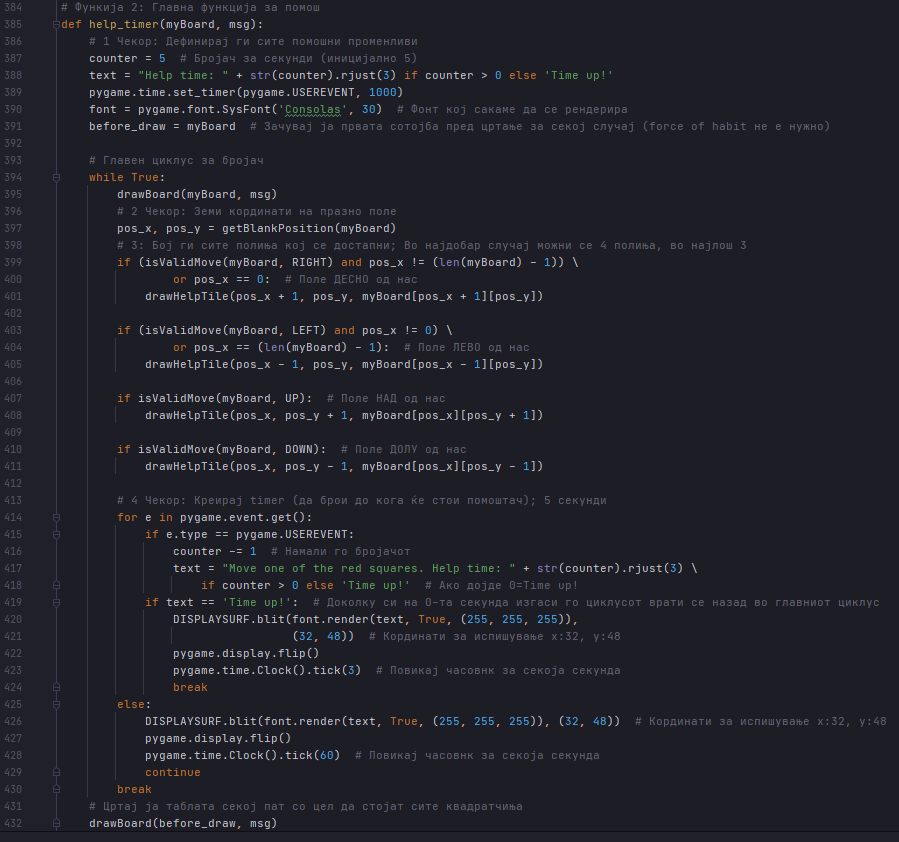 384 # Функија 2: Главна функција за помош
385 def help_timer(myBoard, msg):
386     # 1 Чекор: Дефинирај ги сите помошни променливи
387     counter = 5  # Бројач за секунди (иницијално 5)
388     text = "Help time: " + str(counter).rjust(3) if counter > 0 else 'Time up!'
389     pygame.time.set_timer(pygame.USEREVENT, 1000)
390     font = pygame.font.SysFont('Consolas', 30)  # Фонт кој сакаме да се рендерира
391     before_draw = myBoard  # Зачувај ја првата сотојба пред цртање за секој случај (force of habit не е нужно)
392
393     # Главен циклус за бројач
394     while True:
395         drawBoard(myBoard, msg)
396         # 2 Чекор: Земи кординати на празно поле
397         pos_x, pos_y = getBlankPosition(myBoard)
398         # 3: Бој ги сите полиња кој се достапни; Во најдобар случај можни се 4 полиња, во најлош 3
399         if (isValidMove(myBoard, RIGHT) and pos_x != (len(myBoard) - 1)) \
400                 or pos_x == 0:  # Поле ДЕСНО од нас
401             drawHelpTile(pos_x + 1, pos_y, myBoard[pos_x + 1][pos_y])
402
403         if (isValidMove(myBoard, LEFT) and pos_x != 0) \
404                 or pos_x == (len(myBoard) - 1):  # Поле ЛЕВО од нас
405             drawHelpTile(pos_x - 1, pos_y, myBoard[pos_x - 1][pos_y])
406
407         if isValidMove(myBoard, UP):  # Поле НАД од нас
408             drawHelpTile(pos_x, pos_y + 1, myBoard[pos_x][pos_y + 1])
409
410         if isValidMove(myBoard, DOWN):  # Поле ДОЛУ од нас
411             drawHelpTile(pos_x, pos_y - 1, myBoard[pos_x][pos_y - 1])
412
413         # 4 Чекор: Креирај timer (да брои до кога ќе стои помоштач); 5 секунди
414         for e in pygame.event.get():
415             if e.type == pygame.USEREVENT:
416                 counter -= 1  # Намали го бројачот
417                 text = "Move one of the red squares. Help time: " + str(counter).rjust(3) \
418                     if counter > 0 else 'Time up!'  # Ако дојде 0=Time up!
419             if text == 'Time up!':  # Доколку си на 0-та секунда изгаси го циклусот врати се назад во главниот циклус
420                 DISPLAYSURF.blit(font.render(text, True, (255, 255, 255)),
421                                  (32, 48))  # Кординати за испишување x:32, y:48
422                 pygame.display.flip()
423                 pygame.time.Clock().tick(3)  # Повикај часовнк за секоја секунда
424                 break
425         else:
426             DISPLAYSURF.blit(font.render(text, True, (255, 255, 255)), (32, 48))  # Кординати за испишување x:32, y:48
427             pygame.display.flip()
428             pygame.time.Clock().tick(60)  # Повикај часовнк за секоја секунда
429             continue
430         break
431     # Цртај ја таблата секој пат со цел да стојат сите квадратчиња
432     drawBoard(before_draw, msg)